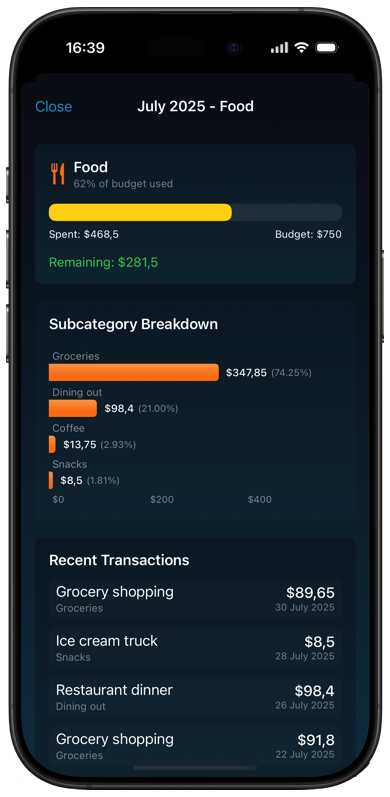 16:39
Close
July 2025 - Food
Food
62% of budget used
Spent: $468,5 Budget: $750
Remaining: $281,5
Subcategory Breakdown
Groceries
$347,85 (74.25%)
Dining out
$98,4 (21.00%)
Coffee
$13,75 (2.93%)
Snacks
$8,5 (1.81%)
$0 $200 $400
Recent Transactions
Grocery shopping $89,65
Groceries 30 July 2025
Ice cream truck $8,5
Snacks 28 July 2025
Restaurant dinner $98,4
Dining out 26 July 2025
Grocery shopping $91,8
Groceries 22 July 2025